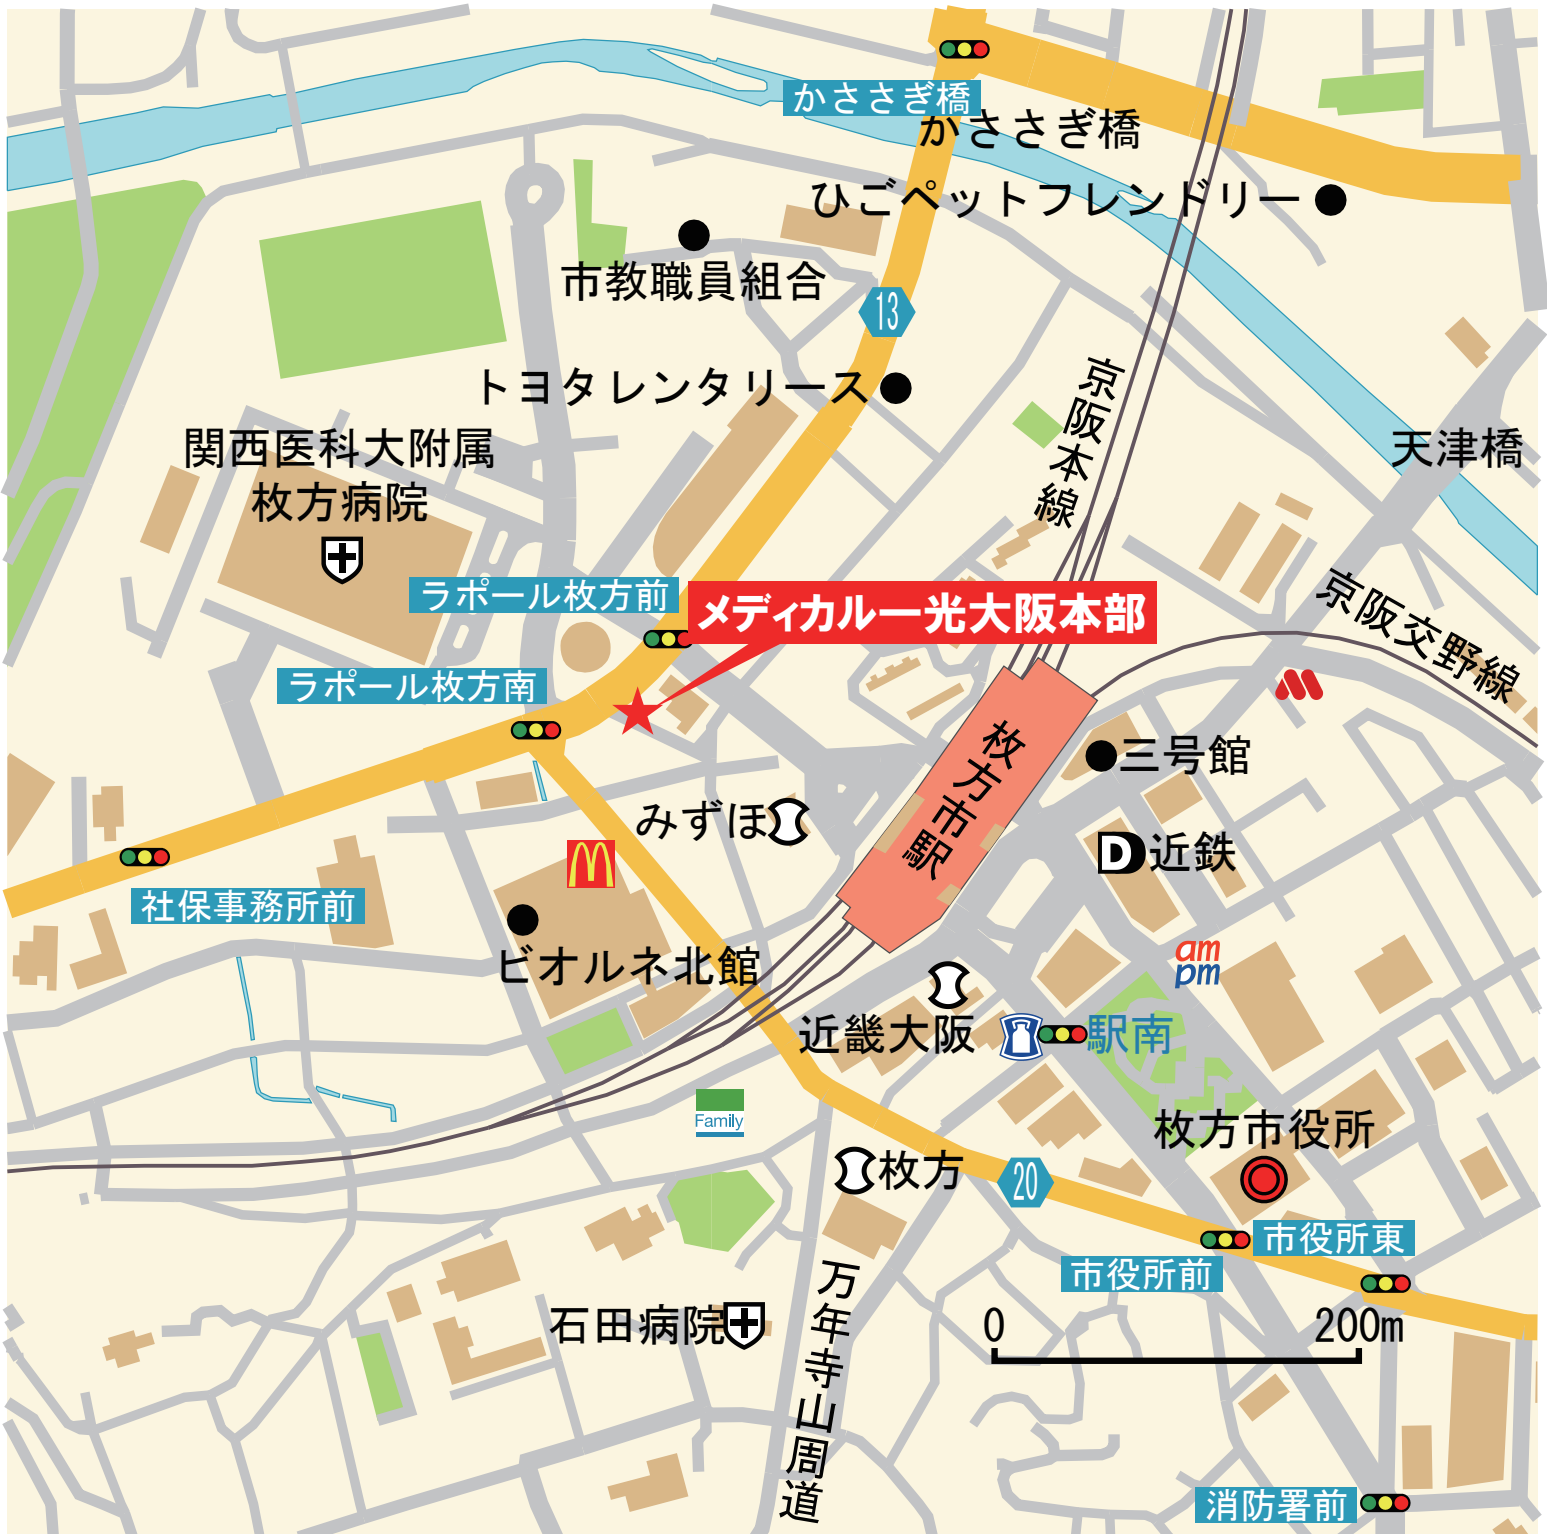 かささぎ橋
かささぎ橋
ひごペットフレンドリー
市教職員組合
13
トヨタレンタリース
京阪本線
関西医科大附属
枚方病院
天津橋
ラポール枚方前
メディカル一光大阪本部
京阪交野線
ラポール枚方南
枚方市駅
三号館
みずほ
D
近鉄
社保事務所前
ビオルネ北館
am
pm
近畿大阪
駅南
Family
枚方市役所
枚方
20
市役所東
市役所前
万年寺山周道
石田病院
0
200m
消防署前